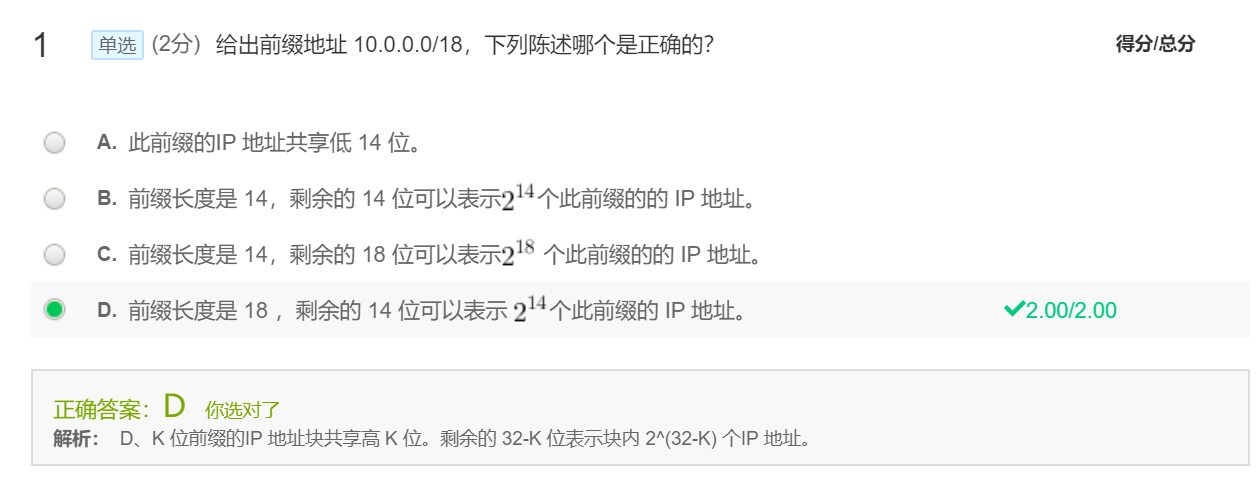 1 单选 (2分) 给出前缀地址 10.0.0.0/18，下列陈述哪个是正确的？ 得分/总分
A. 此前缀的IP 地址共享低 14 位。
B. 前缀长度是 14，剩余的 14 位可以表示2^14个此前缀的的 IP 地址。
C. 前缀长度是 14，剩余的 18 位可以表示2^18 个此前缀的的 IP 地址。
D. 前缀长度是 18 ，剩余的 14 位可以表示 2^14个此前缀的 IP 地址。 ✔2.00/2.00
正确答案：D 你选对了
解析： D、K 位前缀的IP 地址块共享高 K 位。剩余的 32-K 位表示块内 2^(32-K) 个IP 地址。